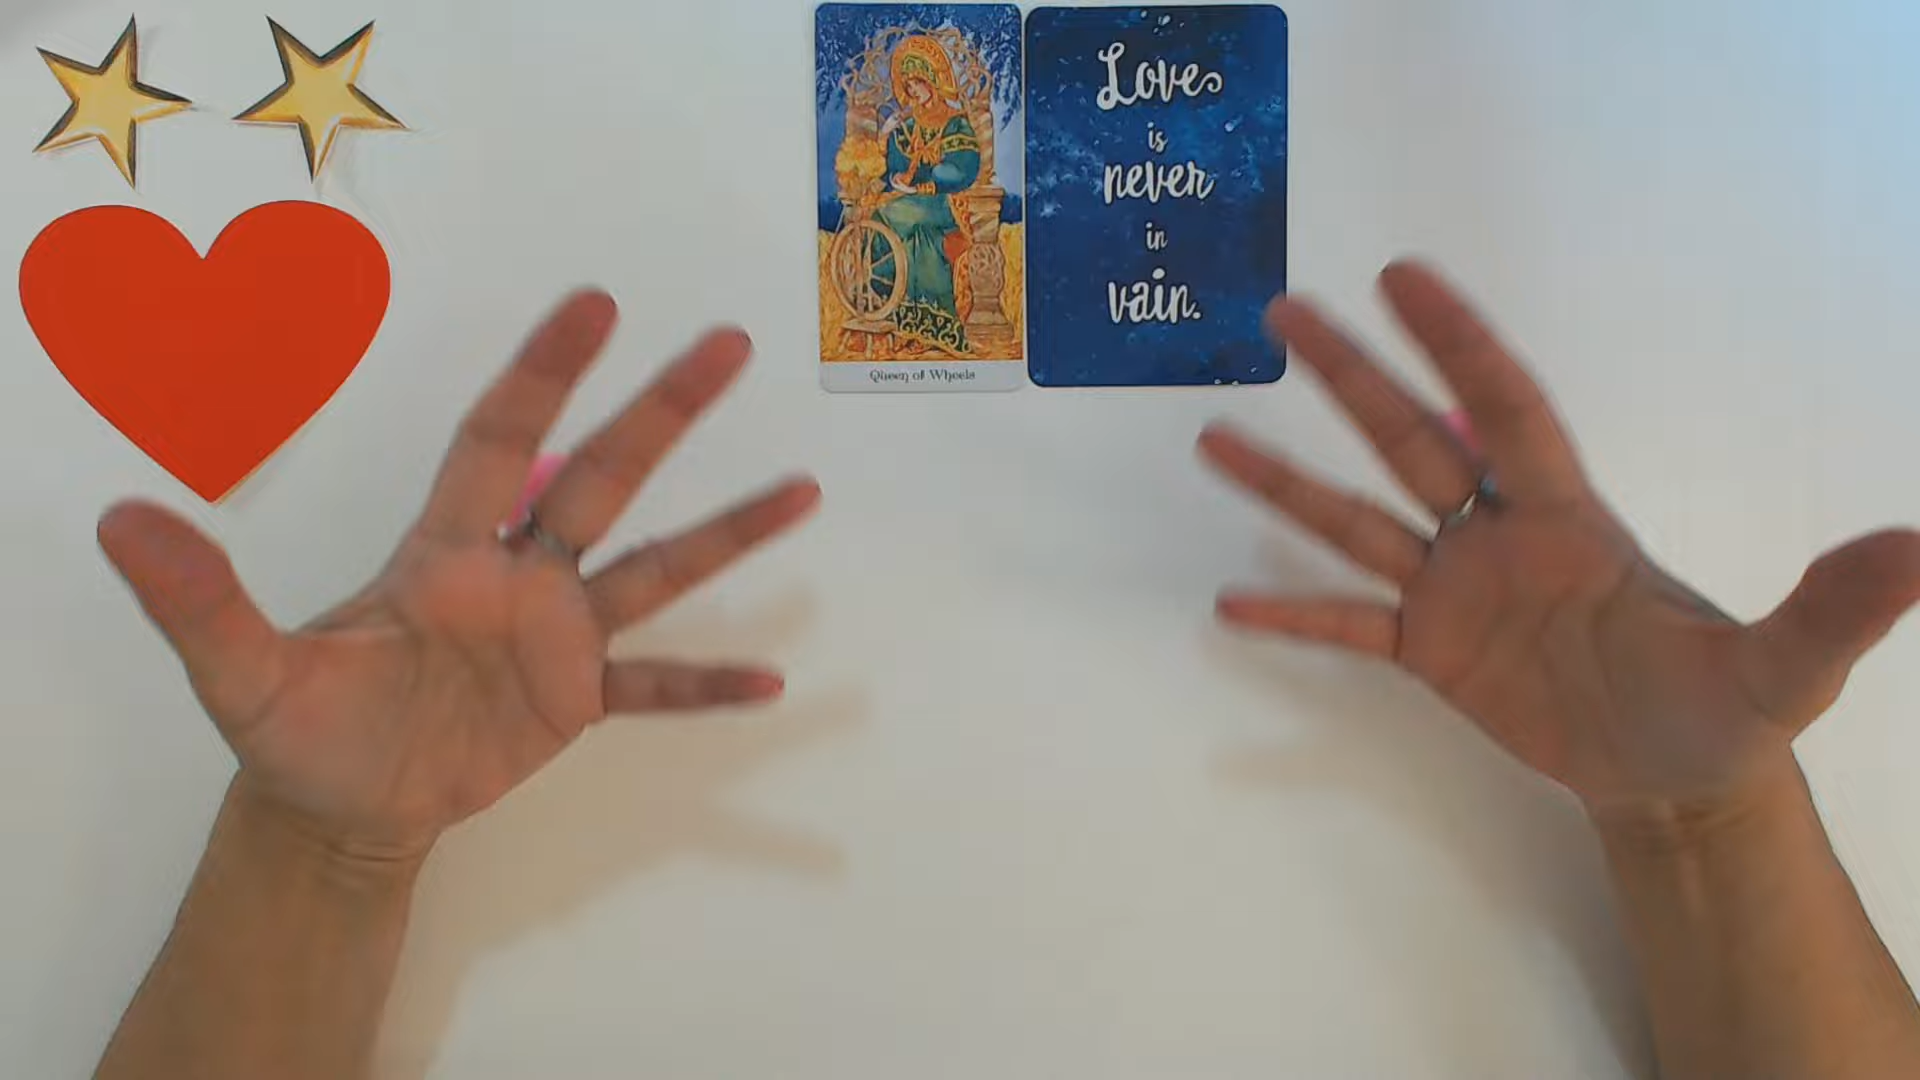 Love
is
never
in
vain.
Queen of Wheels